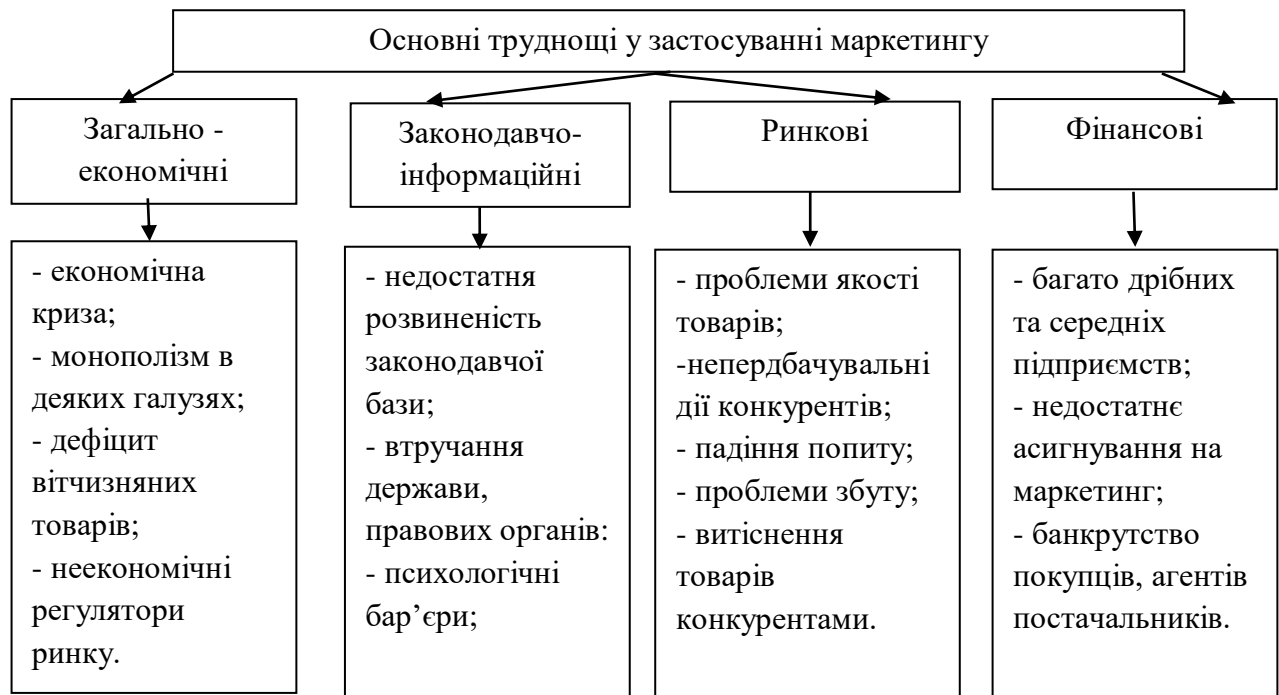 Основні труднощі у застосуванні маркетингу
Загально -
економічні
Законодавчо-
інформаційні
Ринкові
Фінансові
- економічна
криза;
- монополізм в
деяких галузях;
- дефіцит
вітчизняних
товарів;
- неекономічні
регулятори
ринку.
- недостатня
розвиненість
законодавчої
бази;
- втручання
держави,
правових органів:
- психологічні
бар’єри;
- проблеми якості
товарів;
-непердбачувальні
дії конкурентів;
- падіння попиту;
- проблеми збуту;
- витіснення
товарів
конкурентами.
- багато дрібних
та середніх
підприємств;
- недостатнє
асигнування на
маркетинг;
- банкрутство
покупців, агентів
постачальників.